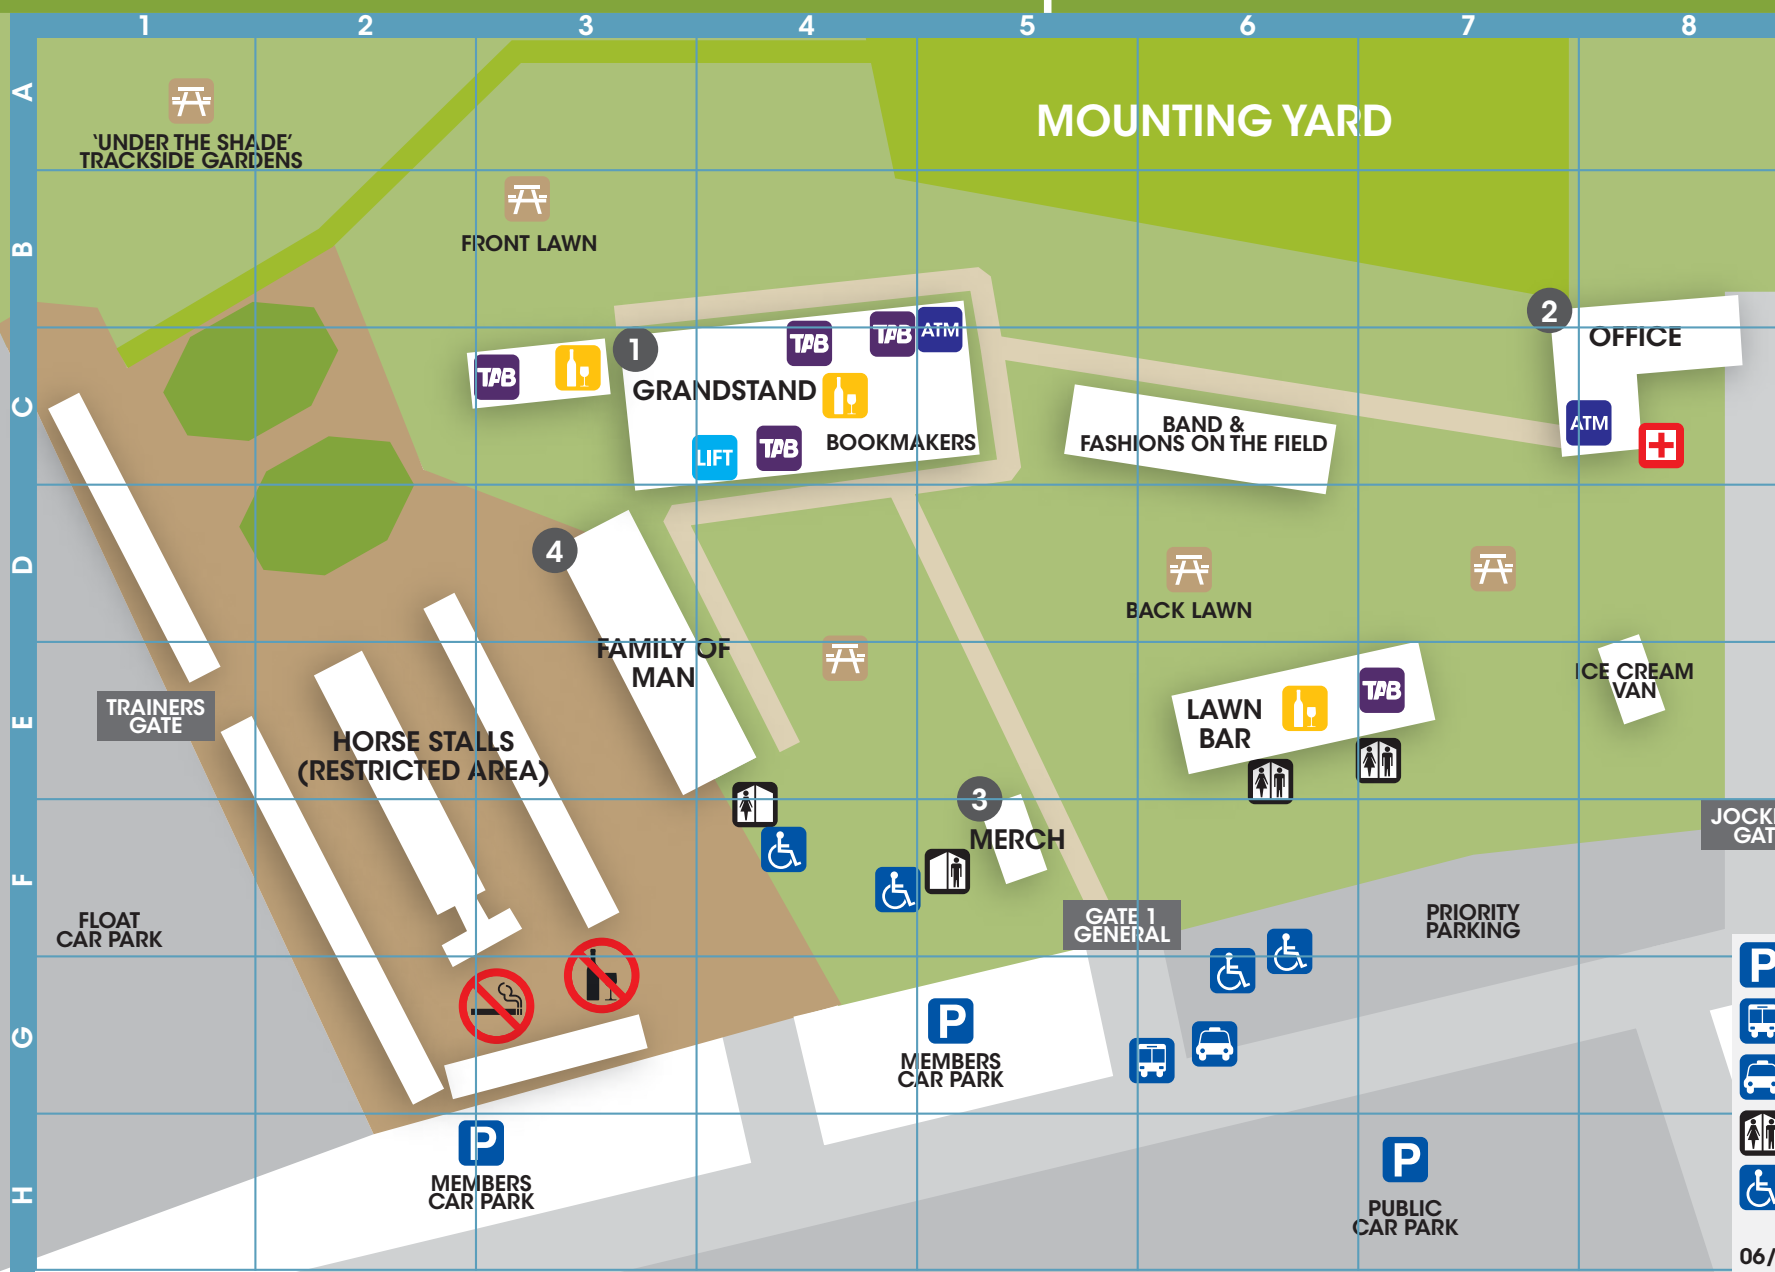 1 2 3 4 5 6 7 8
A
MOUNTING YARD
'UNDER THE SHADE'
TRACKSIDE GARDENS
B
FRONT LAWN
2
OFFICE
1
TAB
TAB
ATM
TAB
GRANDSTAND
C
BAND &
FASHIONS ON THE FIELD
ATM
BOOKMAKERS
LIFT
TAB
4
D
BACK LAWN
FAMILY OF
MAN
ICE CREAM
VAN
TAB
LAWN
BAR
E
TRAINERS
GATE
HORSE STALLS
(RESTRICTED AREA)
3
MERCH
JOCK
GAT
F
FLOAT
CAR PARK
GATE 1
GENERAL
PRIORITY
PARKING
P
G
P
MEMBERS
CAR PARK
P
MEMBERS
CAR PARK
H
P
PUBLIC
CAR PARK
06/